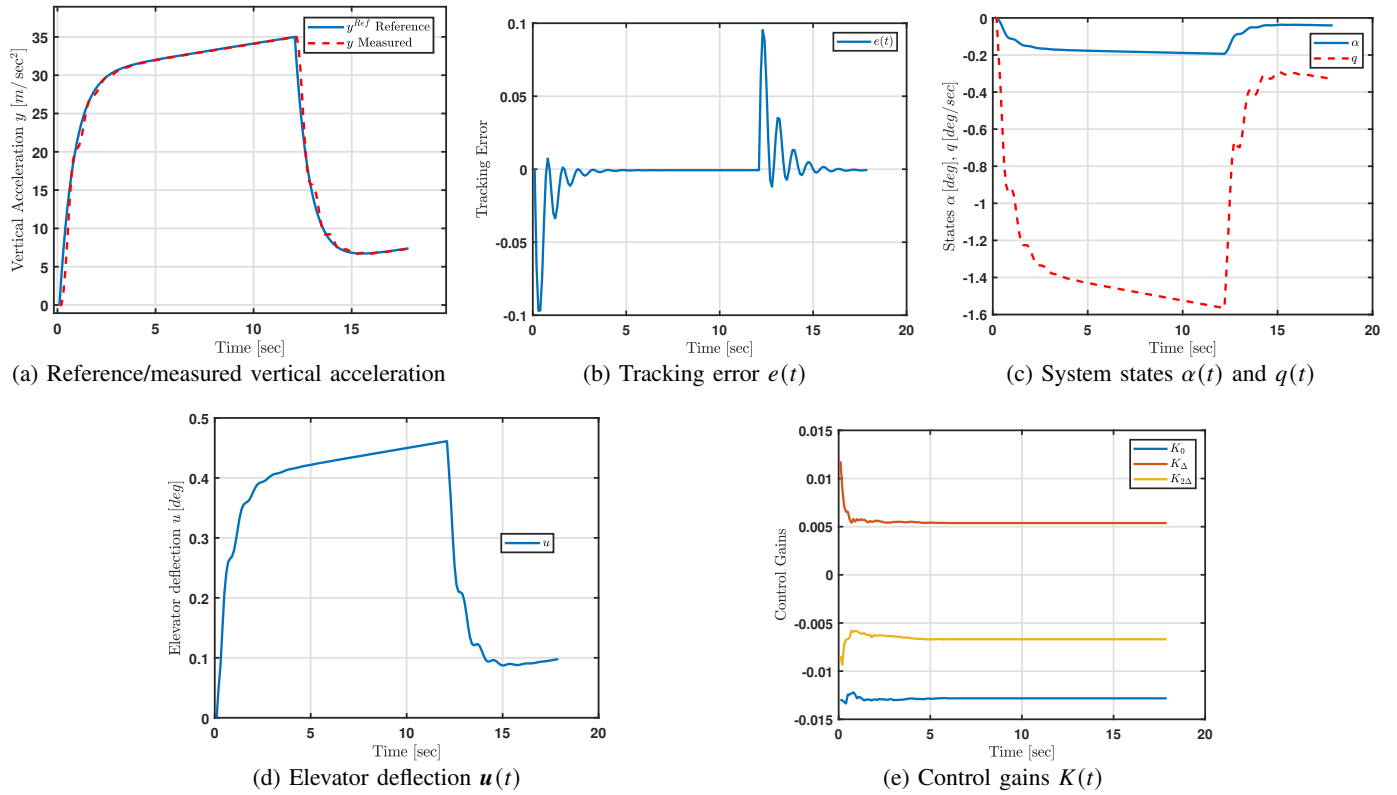 y^{Ref} Reference
y Measured
Vertical Acceleration y [m/sec²]
35
30
25
20
15
10
5
0
0 5 10 15
Time [sec]
(a) Reference/measured vertical acceleration
e(t)
Tracking Error
0.1
0.05
0
-0.05
-0.1
0 5 10 15 20
Time [sec]
(b) Tracking error e(t)
α
q
States α [deg], q [deg/sec]
0
-0.2
-0.4
-0.6
-0.8
-1
-1.2
-1.4
-1.6
0 5 10 15 20
Time [sec]
(c) System states α(t) and q(t)
u
Elevator deflection u [deg]
0.5
0.4
0.3
0.2
0.1
0
0 5 10 15 20
Time [sec]
(d) Elevator deflection u(t)
K_0
K_Δ
K_{2Δ}
Control Gains
0.015
0.01
0.005
0
-0.005
-0.01
-0.015
0 5 10 15 20
Time [sec]
(e) Control gains K(t)